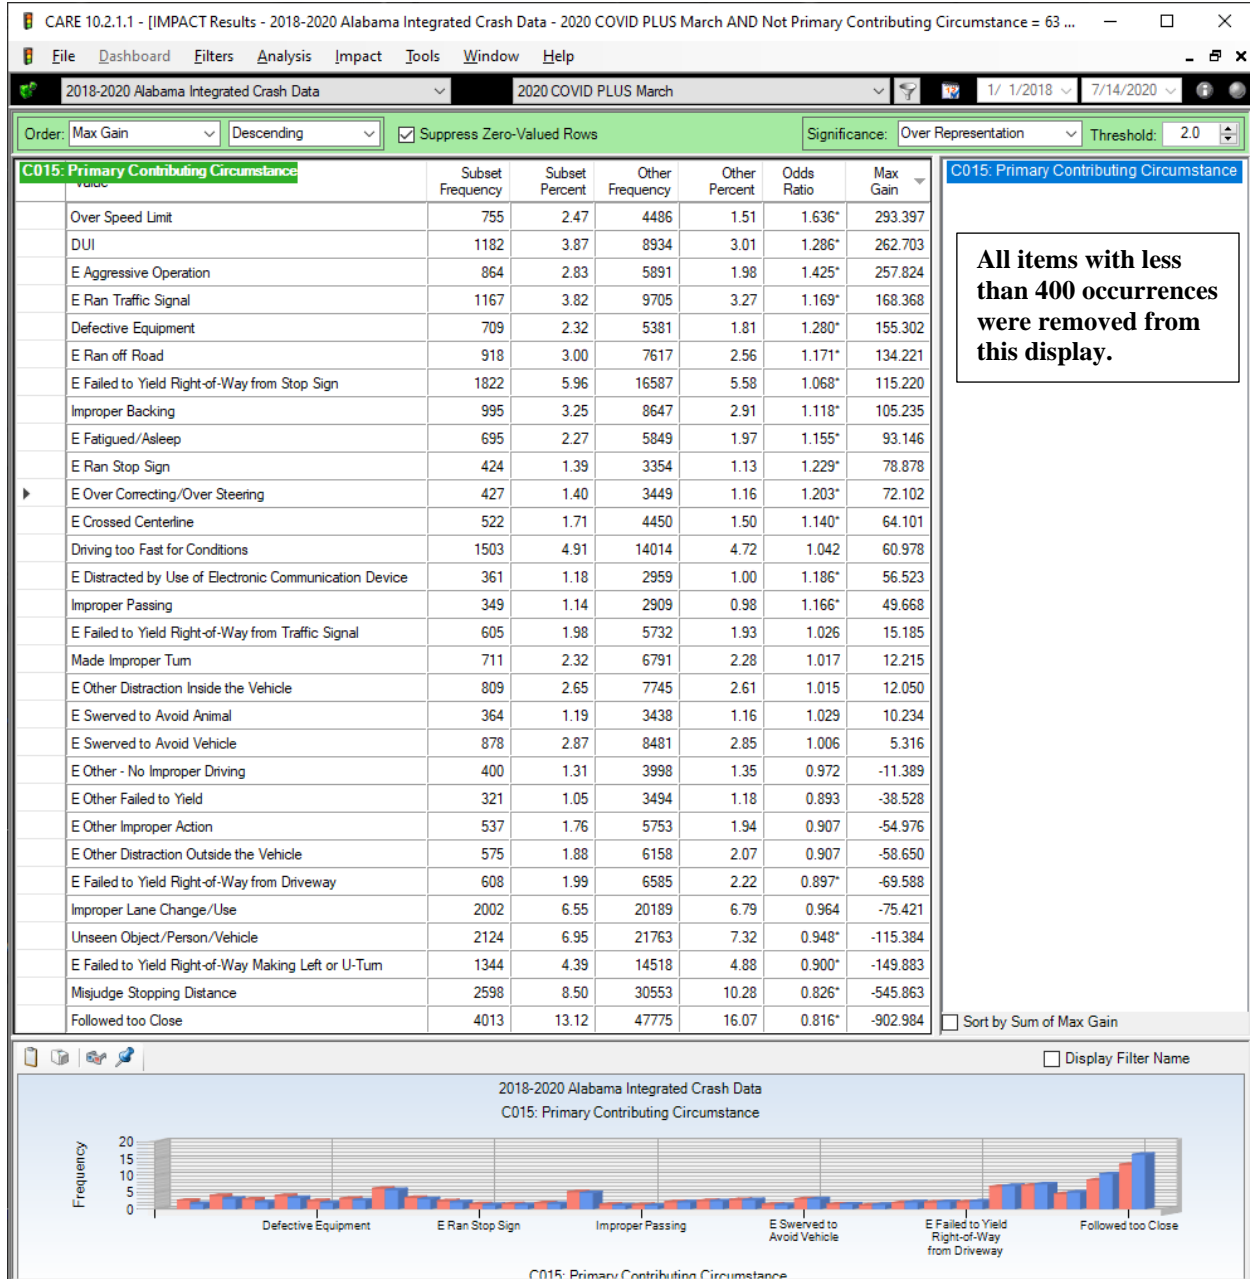 CARE 10.2.1.1 - [IMPACT Results - 2018-2020 Alabama Integrated Crash Data - 2020 COVID PLUS March AND Not Primary Contributing Circumstance = 63 ...
File Dashboard Filters Analysis Impact Tools Window Help
2018-2020 Alabama Integrated Crash Data 2020 COVID PLUS March 1/ 1/2018 7/14/2020
Order: Max Gain Descending Suppress Zero-Valued Rows Significance: Over Representation Threshold: 2.0
C015: Primary Contributing Circumstance Subset Frequency Subset Percent Other Frequency Other Percent Odds Ratio Max Gain
C015: Primary Contributing Circumstance
Over Speed Limit 755 2.47 4486 1.51 1.636* 293.397
DUI 1182 3.87 8934 3.01 1.286* 262.703
E Aggressive Operation 864 2.83 5891 1.98 1.425* 257.824
E Ran Traffic Signal 1167 3.82 9705 3.27 1.169* 168.368
Defective Equipment 709 2.32 5381 1.81 1.280* 155.302
E Ran off Road 918 3.00 7617 2.56 1.171* 134.221
E Failed to Yield Right-of-Way from Stop Sign 1822 5.96 16587 5.58 1.068* 115.220
Improper Backing 995 3.25 8647 2.91 1.118* 105.235
E Fatigued/Asleep 695 2.27 5849 1.97 1.155* 93.146
E Ran Stop Sign 424 1.39 3354 1.13 1.229* 78.878
E Over Correcting/Over Steering 427 1.40 3449 1.16 1.203* 72.102
E Crossed Centerline 522 1.71 4450 1.50 1.140* 64.101
Driving too Fast for Conditions 1503 4.91 14014 4.72 1.042 60.978
E Distracted by Use of Electronic Communication Device 361 1.18 2959 1.00 1.186* 56.523
Improper Passing 349 1.14 2909 0.98 1.166* 49.668
E Failed to Yield Right-of-Way from Traffic Signal 605 1.98 5732 1.93 1.026 15.185
Made Improper Turn 711 2.32 6791 2.28 1.017 12.215
E Other Distraction Inside the Vehicle 809 2.65 7745 2.61 1.015 12.050
E Swerved to Avoid Animal 364 1.19 3438 1.16 1.029 10.234
E Swerved to Avoid Vehicle 878 2.87 8481 2.85 1.006 5.316
E Other - No Improper Driving 400 1.31 3998 1.35 0.972 -11.389
E Other Failed to Yield 321 1.05 3494 1.18 0.893 -38.528
E Other Improper Action 537 1.76 5753 1.94 0.907 -54.976
E Other Distraction Outside the Vehicle 575 1.88 6158 2.07 0.907 -58.650
E Failed to Yield Right-of-Way from Driveway 608 1.99 6585 2.22 0.897* -69.588
Improper Lane Change/Use 2002 6.55 20189 6.79 0.964 -75.421
Unseen Object/Person/Vehicle 2124 6.95 21763 7.32 0.948* -115.384
E Failed to Yield Right-of-Way Making Left or U-Turn 1344 4.39 14518 4.88 0.900* -149.883
Misjudge Stopping Distance 2598 8.50 30553 10.28 0.826* -545.863
Followed too Close 4013 13.12 47775 16.07 0.816* -902.984
All items with less
than 400 occurrences
were removed from
this display.
Sort by Sum of Max Gain
Display Filter Name
2018-2020 Alabama Integrated Crash Data
C015: Primary Contributing Circumstance
Frequency
20
15
10
5
0
Defective Equipment
E Ran Stop Sign
Improper Passing
E Swerved to
Avoid Vehicle
E Failed to Yield
Right-of-Way
from Driveway
Followed too Close
C015: Primary Contributing Circumstance